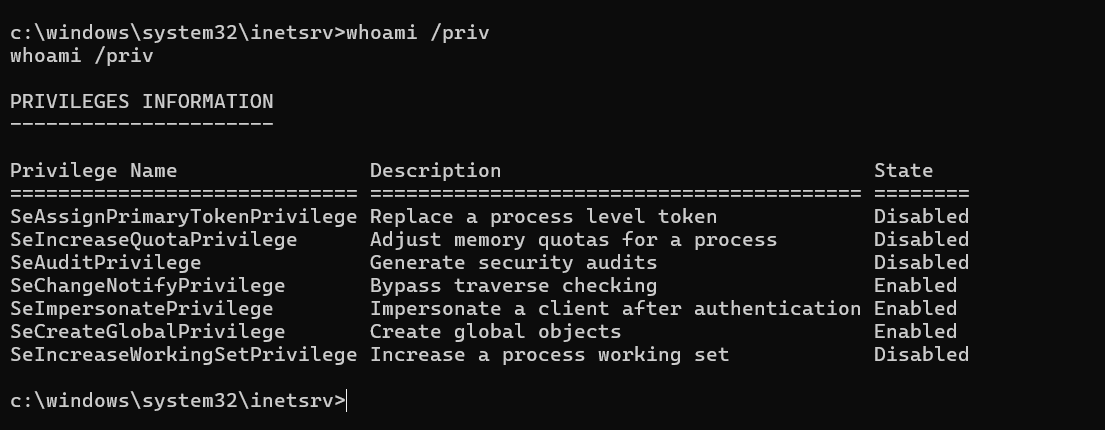 c:\windows\system32\inetsrv>whoami /priv
whoami /priv
PRIVILEGES INFORMATION
----------------------
Privilege Name                Description                               State
============================= ========================================= ========
SeAssignPrimaryTokenPrivilege Replace a process level token             Disabled
SeIncreaseQuotaPrivilege      Adjust memory quotas for a process        Disabled
SeAuditPrivilege              Generate security audits                  Disabled
SeChangeNotifyPrivilege       Bypass traverse checking                  Enabled
SeImpersonatePrivilege        Impersonate a client after authentication Enabled
SeCreateGlobalPrivilege       Create global objects                     Enabled
SeIncreaseWorkingSetPrivilege Increase a process working set            Disabled
c:\windows\system32\inetsrv>